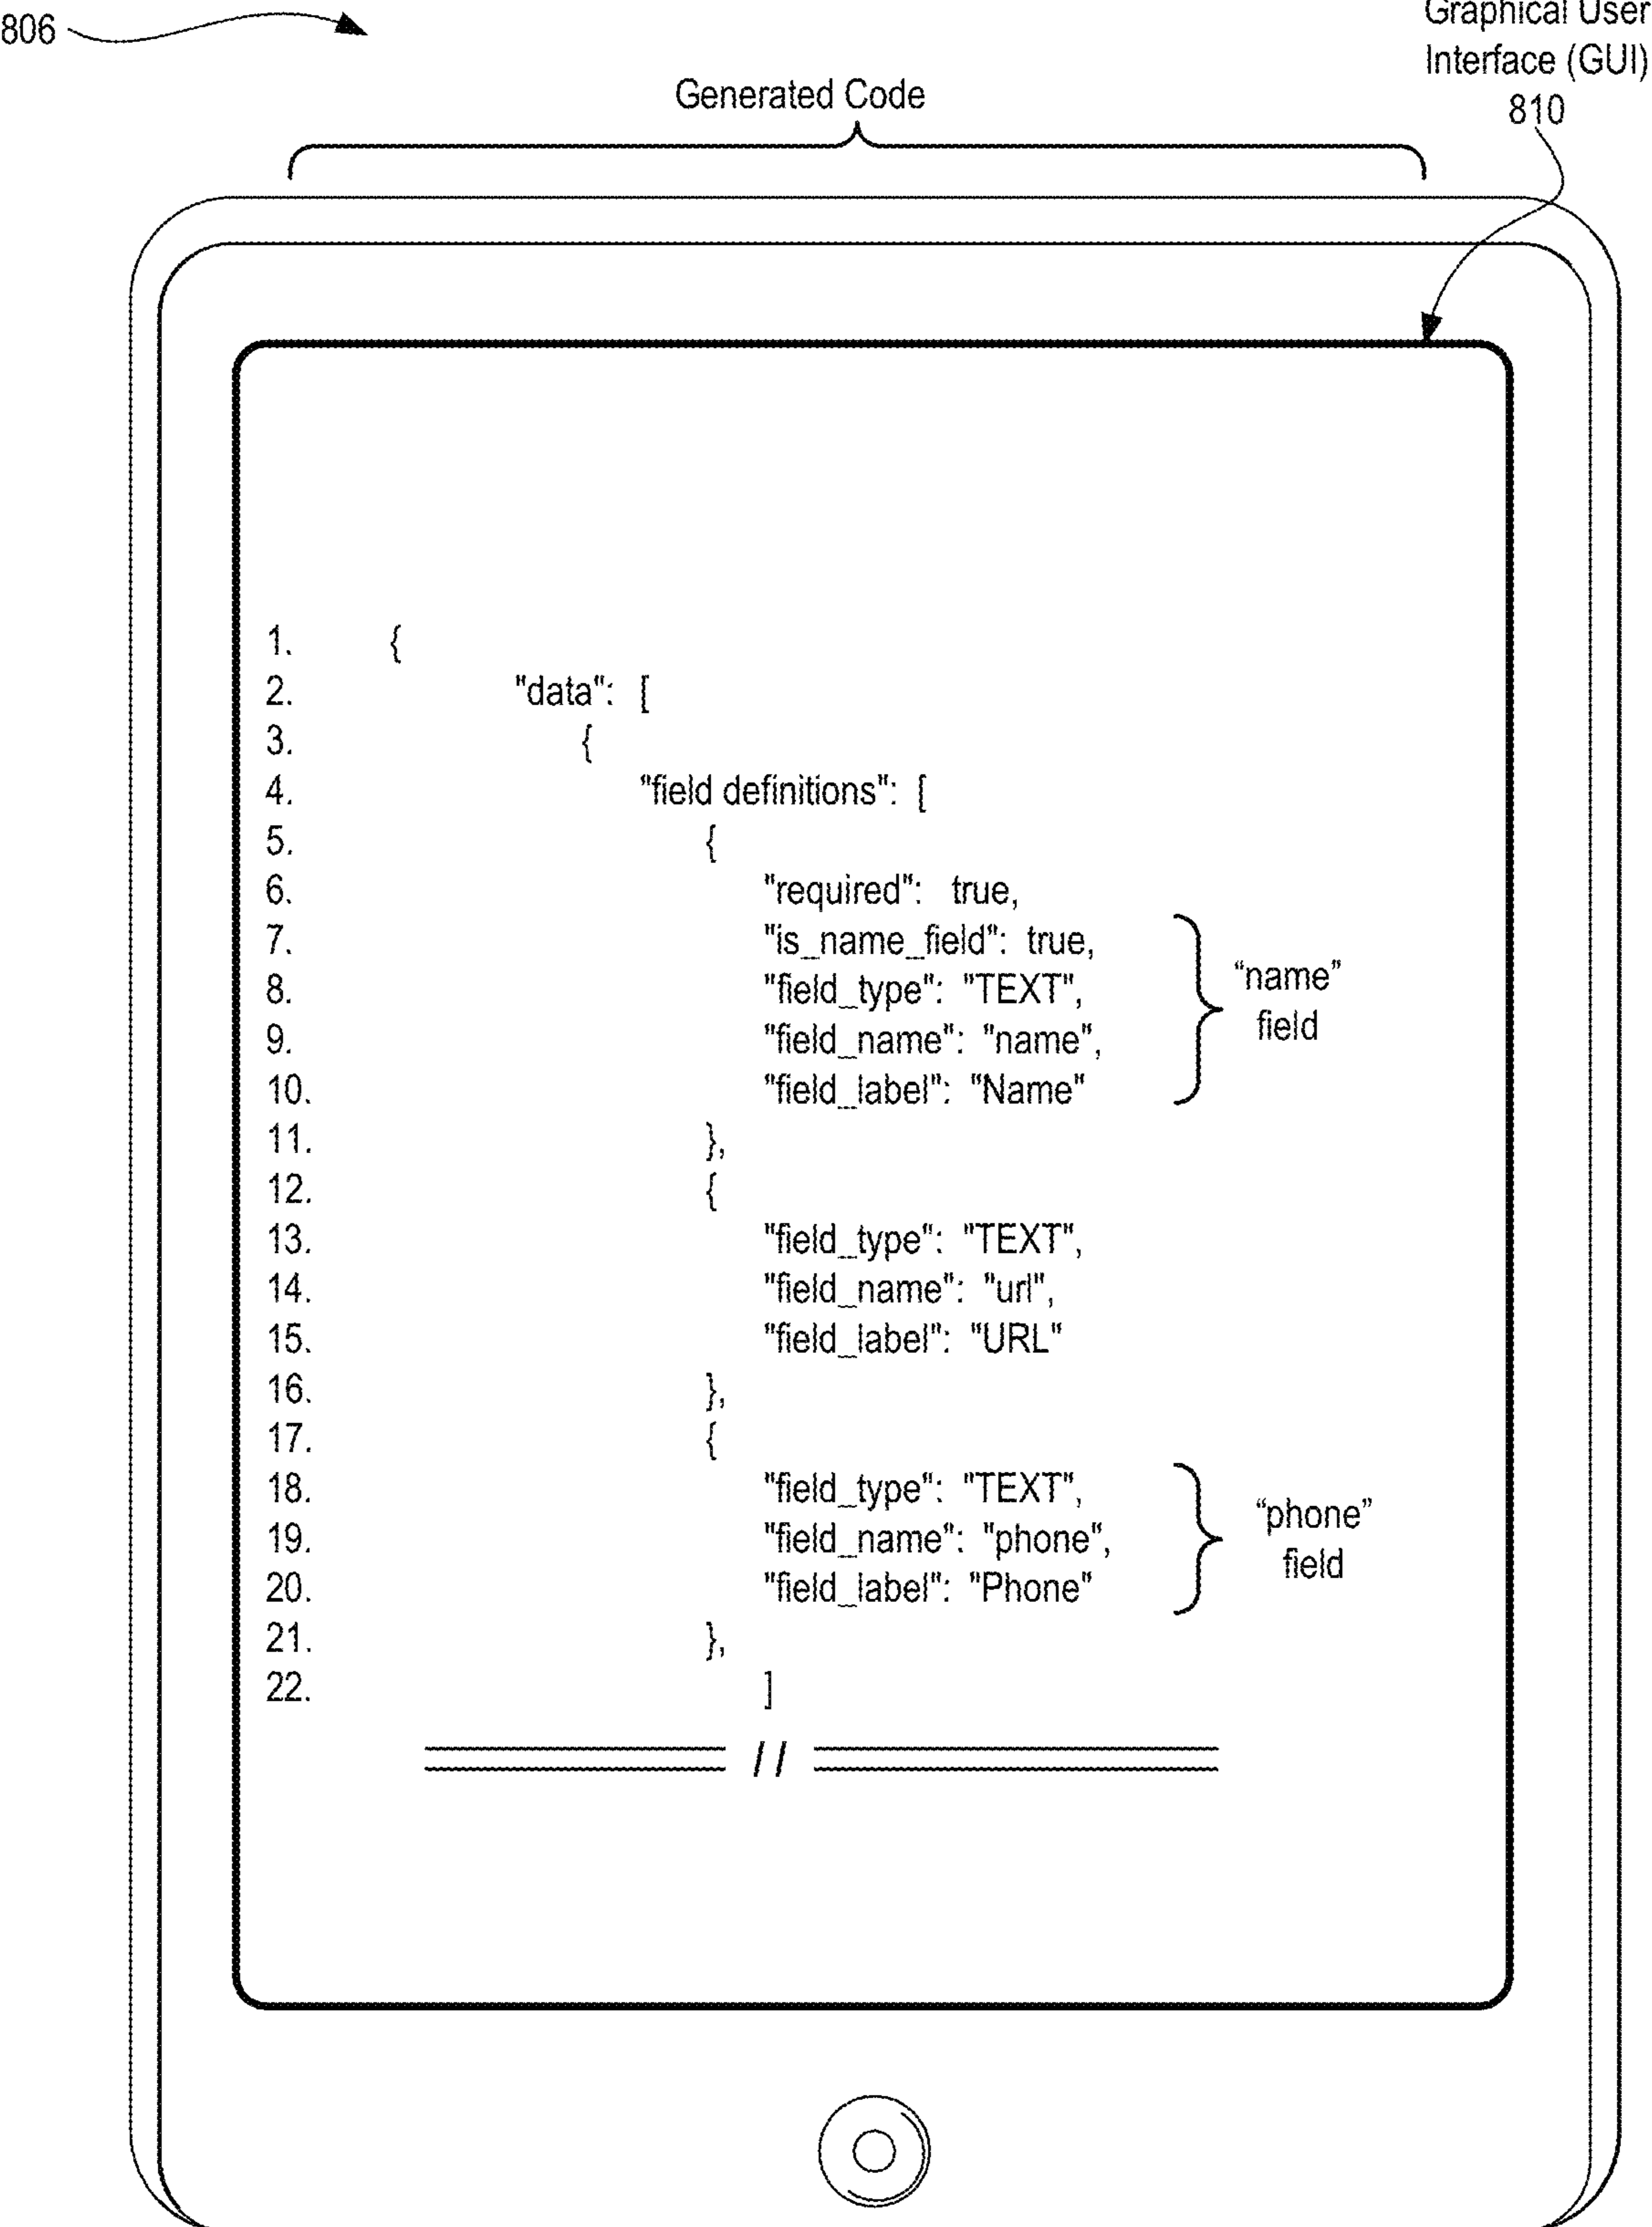 806
Graphical User
Interface (GUI)
810
Generated Code
1. {
2. "data": [
3. {
4. "field definitions": [
5. {
6. "required": true,
7. "is_name_field": true,
8. "field_type": "TEXT",
9. "field_name": "name",
10. "field_label": "Name"
“name”
field
11. },
12. {
13. "field_type": "TEXT",
14. "field_name": "url",
15. "field_label": "URL"
16. },
17. {
18. "field_type": "TEXT",
19. "field_name": "phone",
20. "field_label": "Phone"
“phone”
field
21. },
22. ]
//